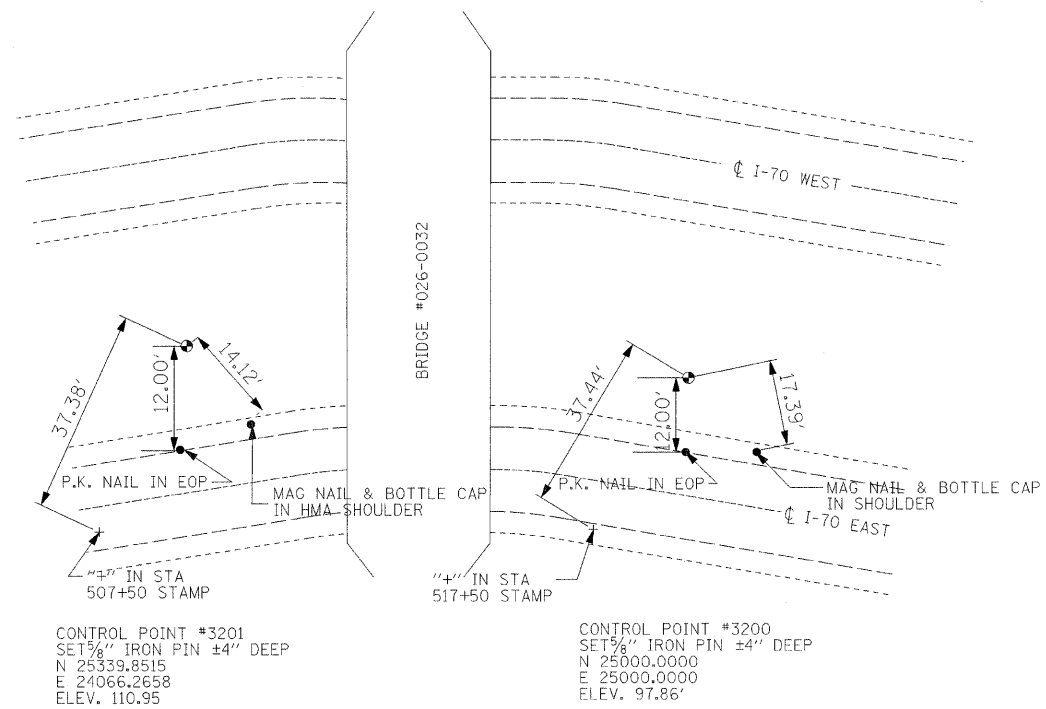 ℄ I-70 WEST
BRIDGE #026-0032
37.38'
12.00'
14.12'
P.K. NAIL IN EOP
MAG NAIL & BOTTLE CAP
IN HMA SHOULDER
"+" IN STA
507+50 STAMP
37.44'
12.00'
17.39'
P.K. NAIL IN EOP
MAG NAIL & BOTTLE CAP
IN SHOULDER
℄ I-70 EAST
"+" IN STA
517+50 STAMP
CONTROL POINT #3201
SET 5/8" IRON PIN ±4" DEEP
N 25339.8515
E 24066.2658
ELEV. 110.95
CONTROL POINT #3200
SET 5/8" IRON PIN ±4" DEEP
N 25000.0000
E 25000.0000
ELEV. 97.86'